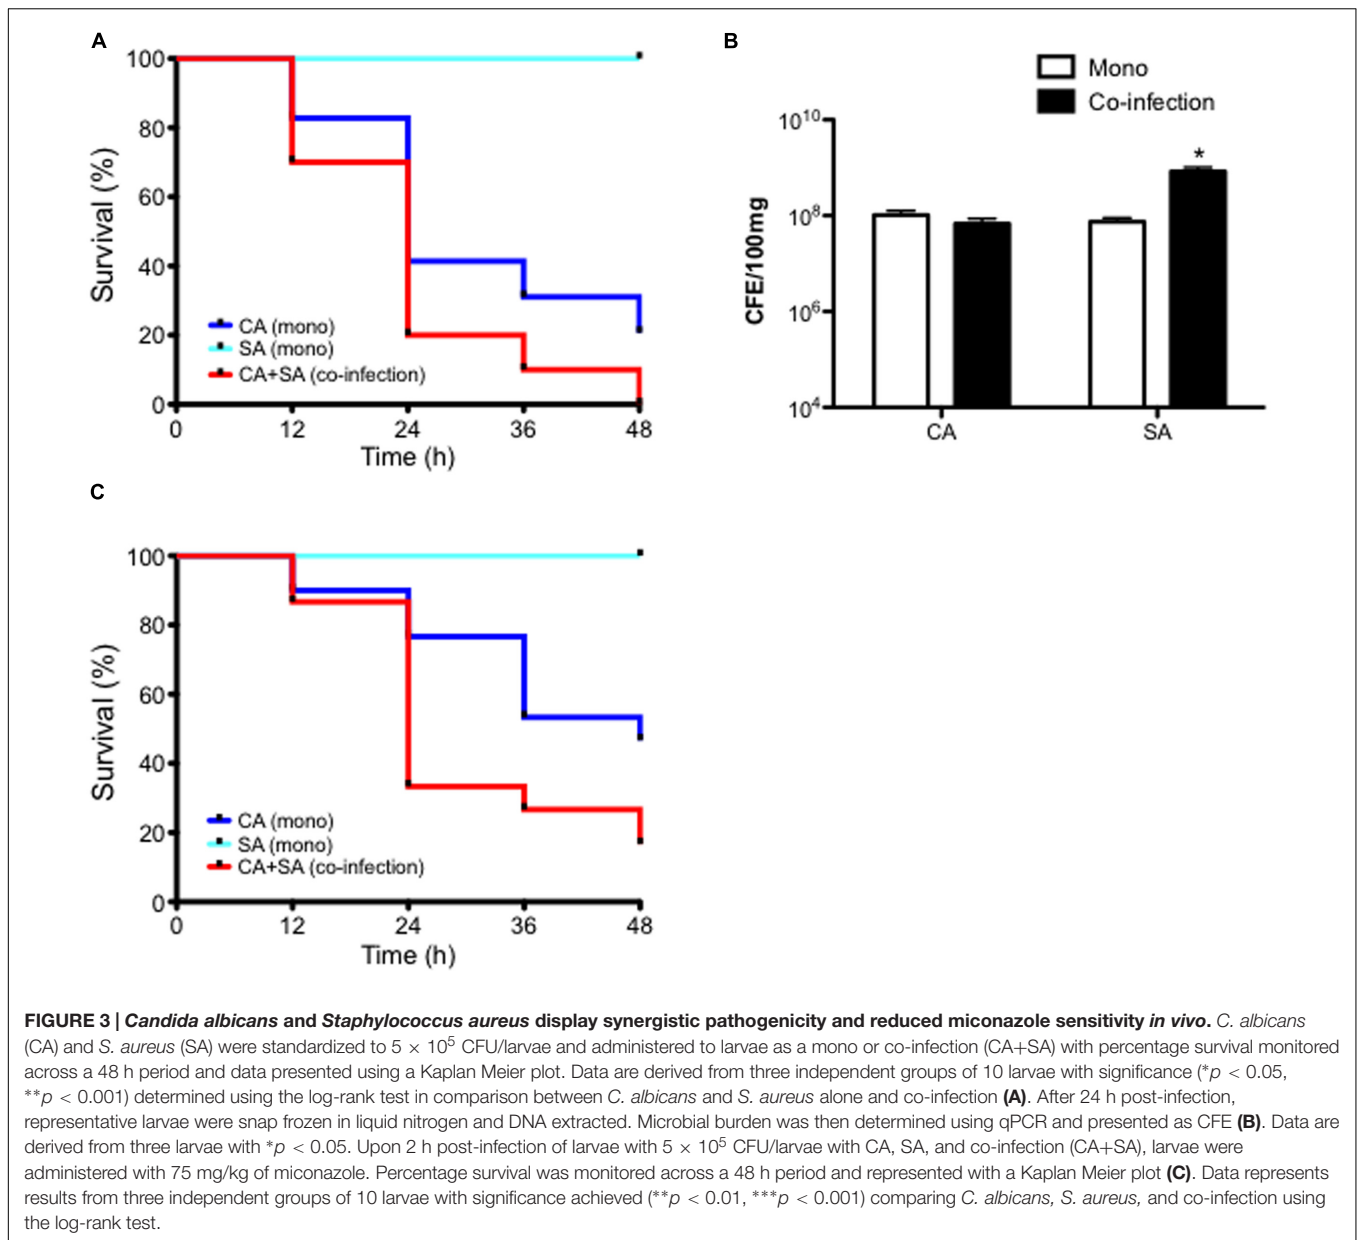 A
100
80
60
40
20
0
Survival (%)
CA (mono)
SA (mono)
CA+SA (co-infection)
0 12 24 36 48
Time (h)
B
Mono
Co-infection
10¹⁰
10⁸
10⁶
10⁴
CFE/100mg
*
CA SA
C
100
80
60
40
20
0
Survival (%)
CA (mono)
SA (mono)
CA+SA (co-infection)
0 12 24 36 48
Time (h)
FIGURE 3 | Candida albicans and Staphylococcus aureus display synergistic pathogenicity and reduced miconazole sensitivity in vivo. C. albicans
(CA) and S. aureus (SA) were standardized to 5 × 10⁵ CFU/larvae and administered to larvae as a mono or co-infection (CA+SA) with percentage survival monitored
across a 48 h period and data presented using a Kaplan Meier plot. Data are derived from three independent groups of 10 larvae with significance (*p < 0.05,
**p < 0.001) determined using the log-rank test in comparison between C. albicans and S. aureus alone and co-infection (A). After 24 h post-infection,
representative larvae were snap frozen in liquid nitrogen and DNA extracted. Microbial burden was then determined using qPCR and presented as CFE (B). Data are
derived from three larvae with *p < 0.05. Upon 2 h post-infection of larvae with 5 × 10⁵ CFU/larvae with CA, SA, and co-infection (CA+SA), larvae were
administered with 75 mg/kg of miconazole. Percentage survival was monitored across a 48 h period and represented with a Kaplan Meier plot (C). Data represents
results from three independent groups of 10 larvae with significance achieved (**p < 0.01, ***p < 0.001) comparing C. albicans, S. aureus, and co-infection using
the log-rank test.